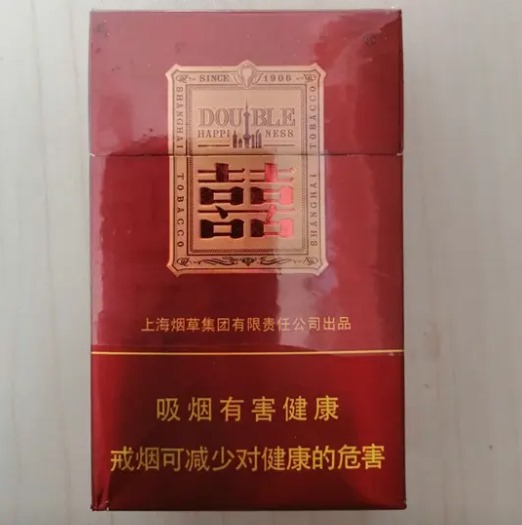 SINCE 1906
DOUBLE
HAPPINESS
SHANGHAI TOBACCO
SHANGHAI TOBACCO
囍
上海烟草集团有限责任公司出品
吸烟有害健康
戒烟可减少对健康的危害